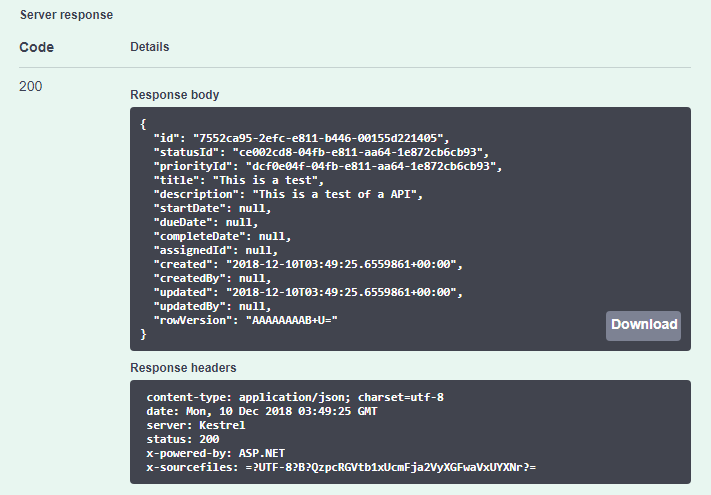 Server response
Code Details
200
Response body
{
"id": "7552ca95-2efc-e811-b446-00155d221405",
"statusId": "ce002cd8-04fb-e811-aa64-1e872cb6cb93",
"priorityId": "dcf0e04f-04fb-e811-aa64-1e872cb6cb93",
"title": "This is a test",
"description": "This is a test of a API",
"startDate": null,
"dueDate": null,
"completeDate": null,
"assignedId": null,
"created": "2018-12-10T03:49:25.6559861+00:00",
"createdBy": null,
"updated": "2018-12-10T03:49:25.6559861+00:00",
"updatedBy": null,
"rowVersion": "AAAAAAAAB+U="
}
Download
Response headers
content-type: application/json; charset=utf-8
date: Mon, 10 Dec 2018 03:49:25 GMT
server: Kestrel
status: 200
x-powered-by: ASP.NET
x-sourcefiles: =?UTF-8?B?QzpcRGVtb1xUcmFja2VyXGFwaVxUYXNr?=